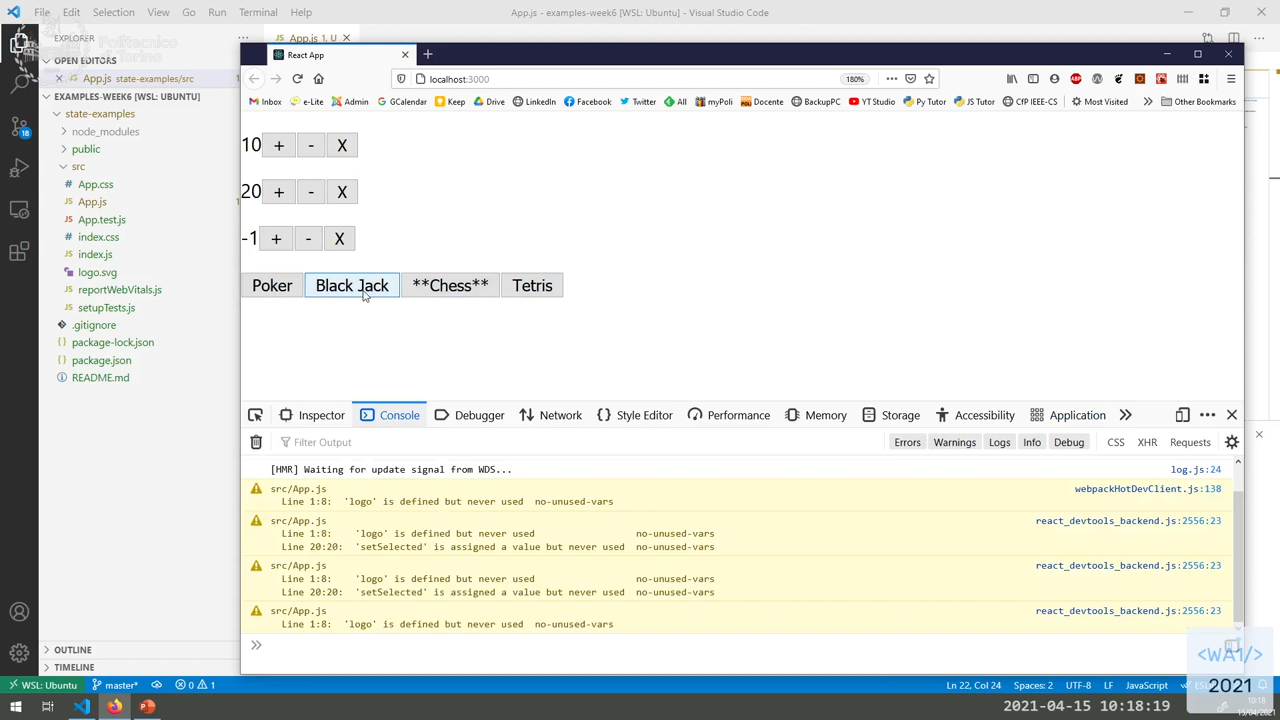 File Edit Selection View Go Run Terminal Help
App.js - examples-week6 [WSL: Ubuntu] - Visual Studio Code
Politecnico
di Torino
EXPLORER
OPEN EDITORS
App.js state-examples/src
EXAMPLES-WEEK6 [WSL: UBUNTU]
state-examples
node_modules
public
src
App.css
App.js
App.test.js
index.css
index.js
logo.svg
reportWebVitals.js
setupTests.js
.gitignore
package-lock.json
package.json
README.md
OUTLINE
TIMELINE
18
App.js 1, U
React App
localhost:3000
180%
Inbox e-Lite Admin GCalendar Keep Drive LinkedIn Facebook Twitter All myPoli Docente BackupPC YT Studio Py Tutor JS Tutor CfP IEEE-CS Most Visited Other Bookmarks
10 + - X
20 + - X
-1 + - X
Poker Black Jack **Chess** Tetris
Inspector Console Debugger Network Style Editor Performance Memory Storage Accessibility Application
Filter Output
Errors Warnings Logs Info Debug CSS XHR Requests
[HMR] Waiting for update signal from WDS... log.js:24
src/App.js webpackHotDevClient.js:138
Line 1:8: 'logo' is defined but never used no-unused-vars
src/App.js react_devtools_backend.js:2556:23
Line 1:8: 'logo' is defined but never used no-unused-vars
Line 20:20: 'setSelected' is assigned a value but never used no-unused-vars
src/App.js react_devtools_backend.js:2556:23
Line 1:8: 'logo' is defined but never used no-unused-vars
Line 20:20: 'setSelected' is assigned a value but never used no-unused-vars
src/App.js react_devtools_backend.js:2556:23
Line 1:8: 'logo' is defined but never used no-unused-vars
<WA1/>
2021
WSL: Ubuntu master* 0 1
Ln 22, Col 24 Spaces: 2 UTF-8 LF JavaScript
2021-04-15 10:18:19
10:18
15/04/2021